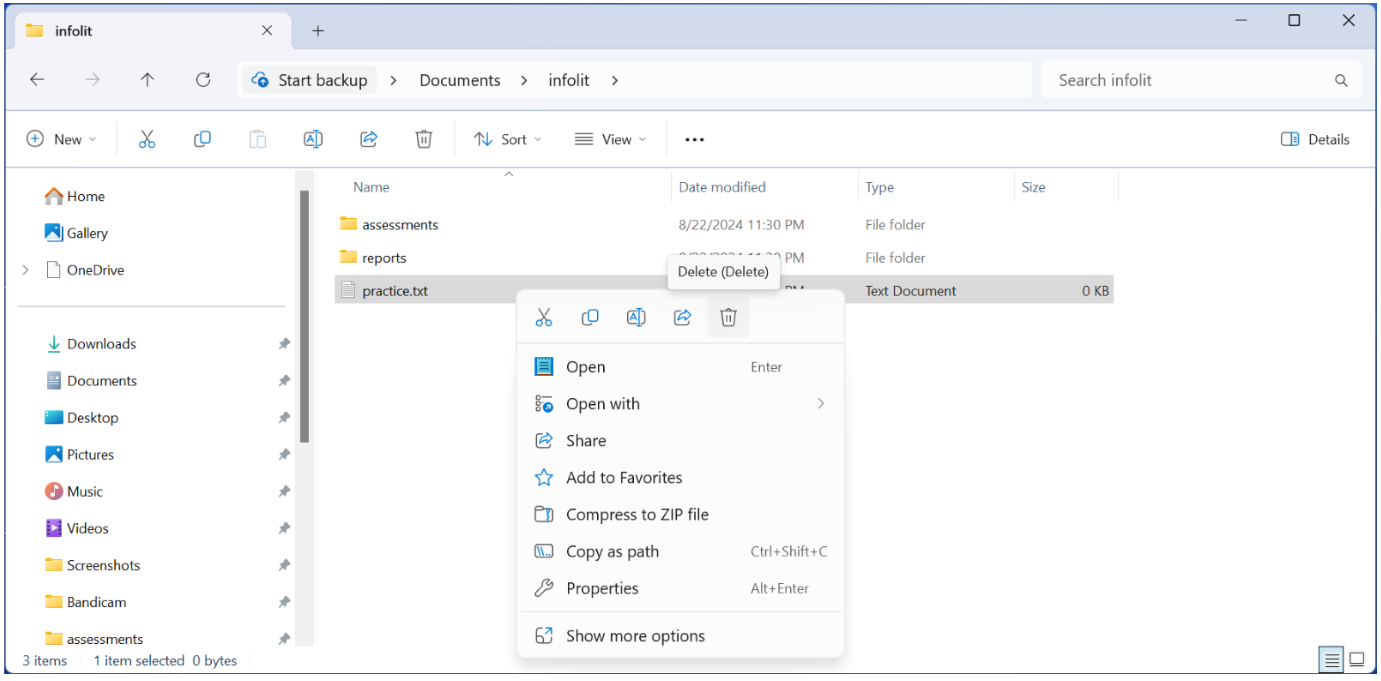 infolit
Start backup > Documents > infolit >
Search infolit
New
Sort
View
Details
Home
Gallery
OneDrive
Downloads
Documents
Desktop
Pictures
Music
Videos
Screenshots
Bandicam
assessments
Name Date modified Type Size
assessments 8/22/2024 11:30 PM File folder
reports PM File folder
Delete (Delete)
practice.txt Text Document 0 KB
Open Enter
Open with
Share
Add to Favorites
Compress to ZIP file
Copy as path Ctrl+Shift+C
Properties Alt+Enter
Show more options
3 items 1 item selected 0 bytes